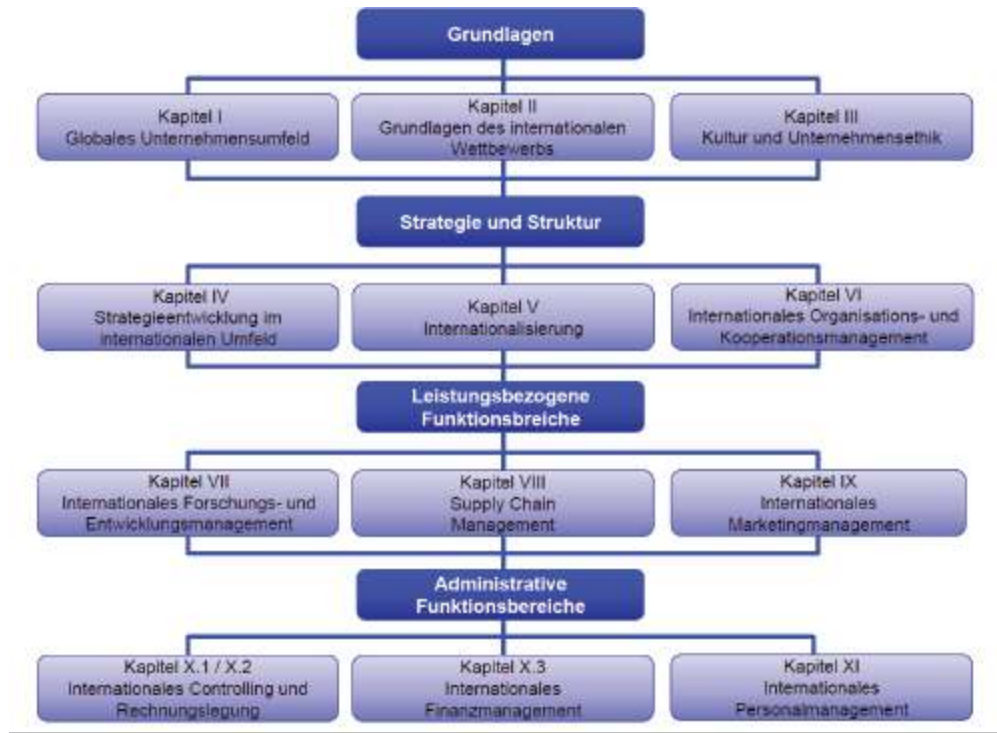 Grundlagen
Kapitel I
Globales Unternehmensumfeld
Kapitel II
Grundlagen des internationalen
Wettbewerbs
Kapitel III
Kultur und Unternehmensethik
Strategie und Struktur
Kapitel IV
Strategieentwicklung im
internationalen Umfeld
Kapitel V
Internationalisierung
Kapitel VI
Internationales Organisations- und
Kooperationsmanagement
Leistungsbezogene
Funktionsbreiche
Kapitel VII
Internationales Forschungs- und
Entwicklungsmanagement
Kapitel VIII
Supply Chain
Management
Kapitel IX
Internationales
Marketingmanagement
Administrative
Funktionsbereiche
Kapitel X.1 / X.2
Internationales Controlling und
Rechnungslegung
Kapitel X.3
Internationales
Finanzmanagement
Kapitel XI
Internationales
Personalmanagement